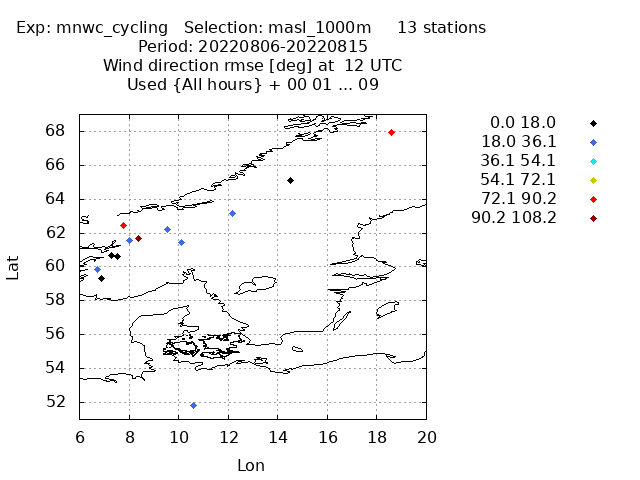 Exp: mnwc_cycling   Selection: masl_1000m     13 stations
Period: 20220806-20220815
Wind direction rmse [deg] at  12 UTC
Used {All hours} + 00 01 ... 09
0.0 18.0
18.0 36.1
36.1 54.1
54.1 72.1
72.1 90.2
90.2 108.2
68
66
64
62
60
58
56
54
52
Lat
6 8 10 12 14 16 18 20
Lon